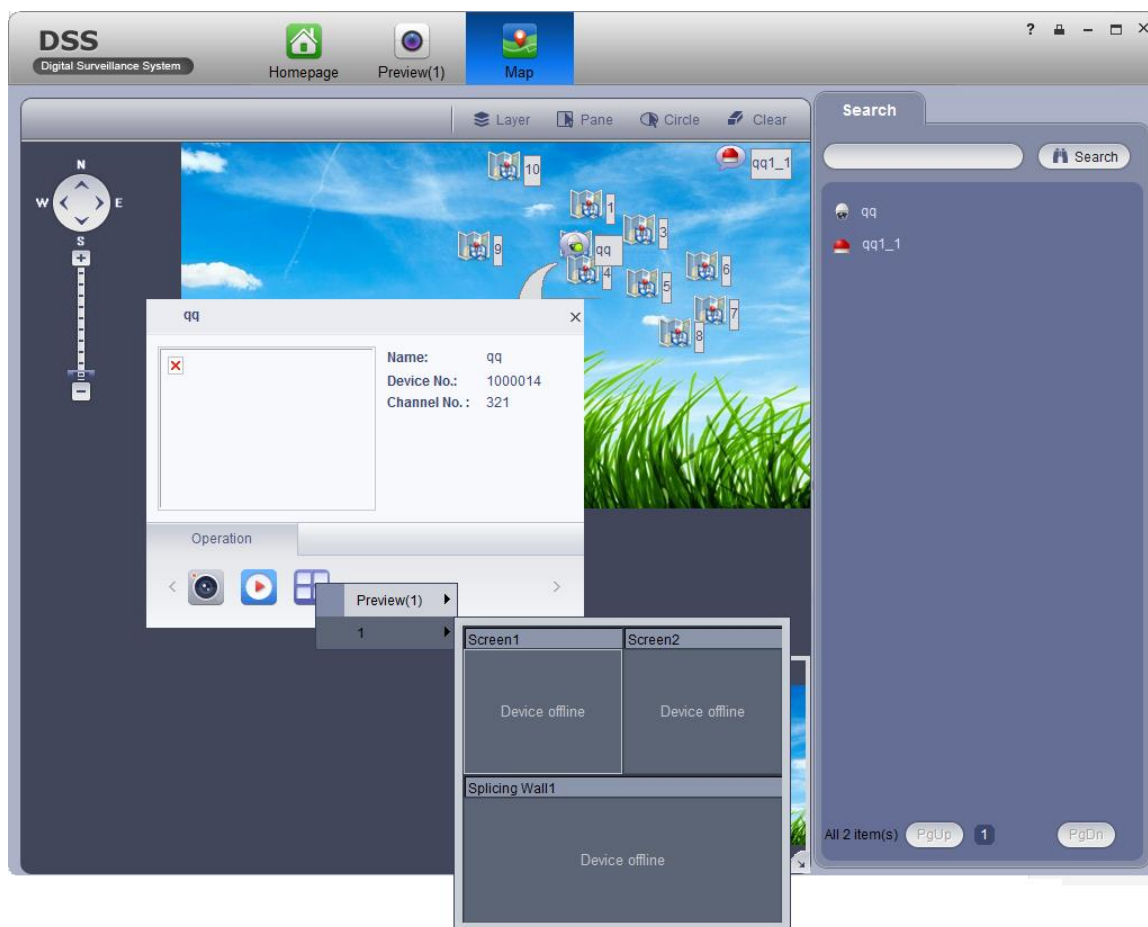 DSS
Digital Surveillance System
Homepage
Preview(1)
Map
?
Layer
Pane
Circle
Clear
Search
Search
N
W
E
S
10
qq1_1
1
3
qq
9
4
5
6
7
8
qq
qq1_1
qq
Name: qq
Device No.: 1000014
Channel No. : 321
Operation
Preview(1)
1
Screen1
Screen2
Device offline
Device offline
Splicing Wall1
Device offline
All 2 item(s)
PgUp
1
PgDn